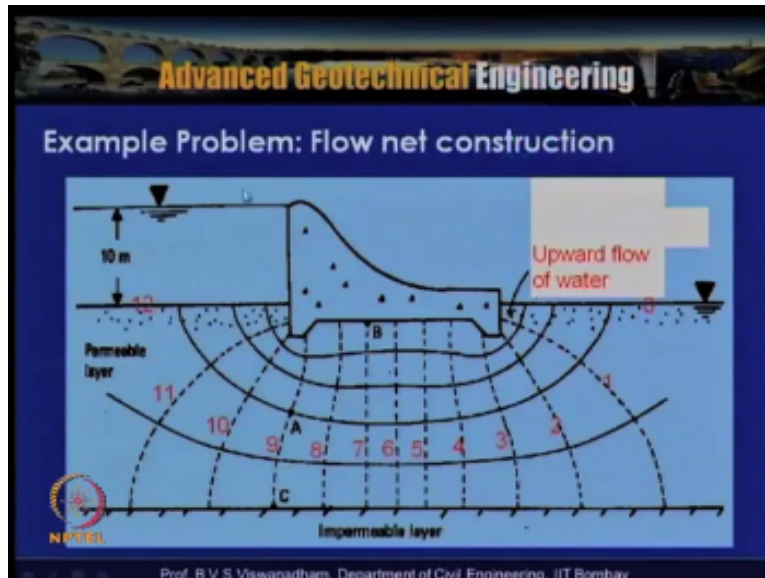 Advanced Geotechnical Engineering
Example Problem: Flow net construction
10 m
Upward flow
of water
12
0
B
Permeable
layer
11
1
10
A
2
9
8
7
6
5
4
3
C
NPTEL
Impermeable layer
Prof. B.V.S.Viswanadham, Department of Civil Engineering, IIT Bombay